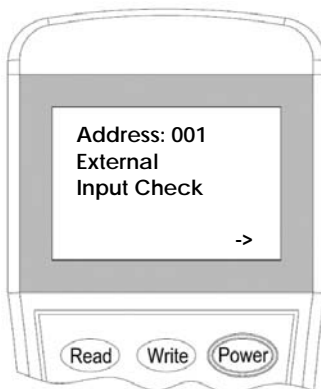 Address: 001
External
Input Check
->
Read Write Power